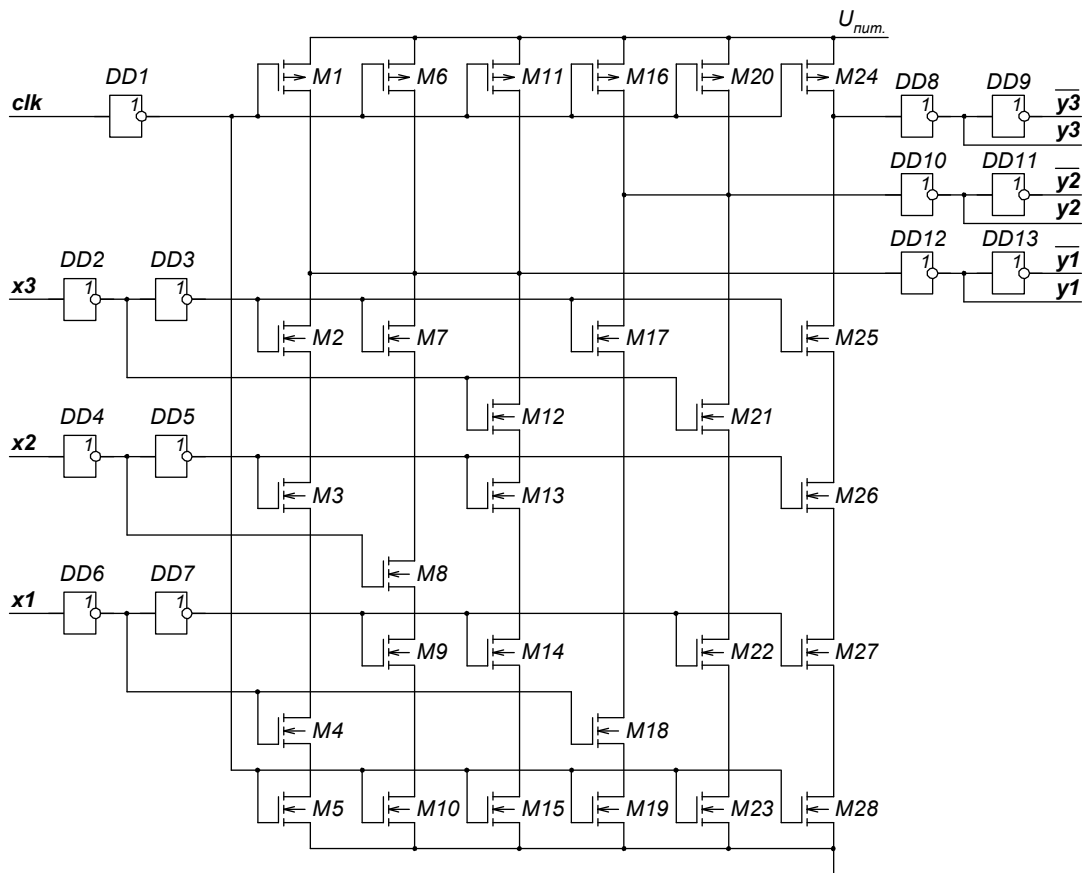 Uпит.
DD1 M1 M6 M11 M16 M20 M24 DD8 DD9
1 1 1
clk y3
y3
DD10 DD11
1 1 y2
y2
DD2 DD3 DD12 DD13
1 1 1 1 y1
x3 y1
M2 M7 M17 M25
DD4 DD5 M12 M21
1 1
x2
M3 M13 M26
DD6 DD7 M8
1 1
x1
M9 M14 M22 M27
M4 M18
M5 M10 M15 M19 M23 M28